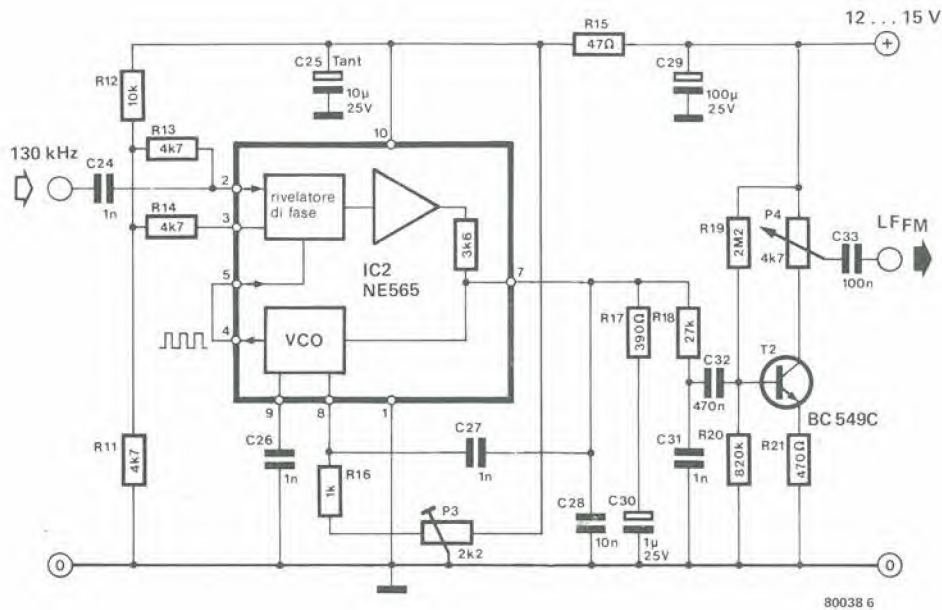 R15
47Ω
12 ... 15 V
+
C25 Tant
10µ
25V
C29
100µ
25V
R12
10k
R13
4k7
10
130 kHz
C24
1n
2
rivelatore
di fase
R14
4k7
3
3k6
R19
2M2
P4
4k7
C33
100n
LF FM
IC2
NE565
5
7
4
VCO
R17
390Ω
R18
27k
C32
470n
T2
BC 549C
9
8
1
R11
4k7
C26
1n
R16
1k
C27
1n
C31
1n
R20
820k
R21
470Ω
P3
2k2
C28
10n
C30
1µ
25V
0
0
80038 6